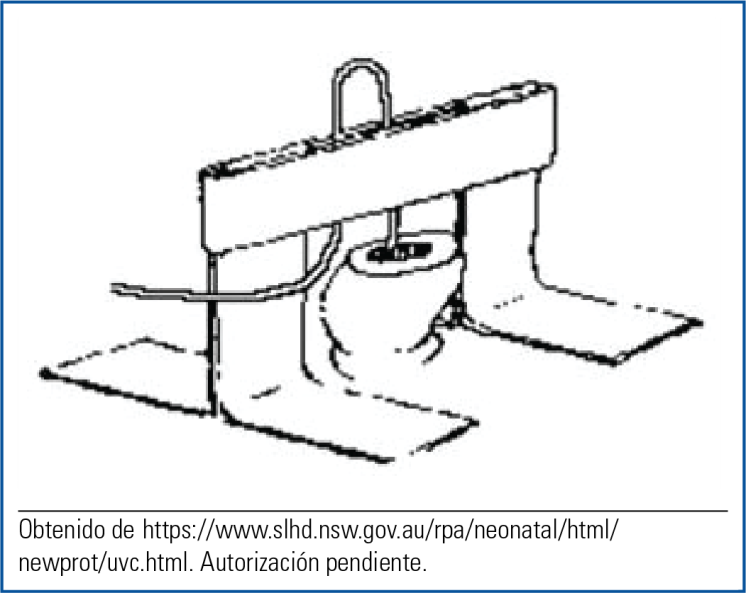 Obtenido de https://www.slhd.nsw.gov.au/rpa/neonatal/html/
newprot/uvc.html. Autorización pendiente.